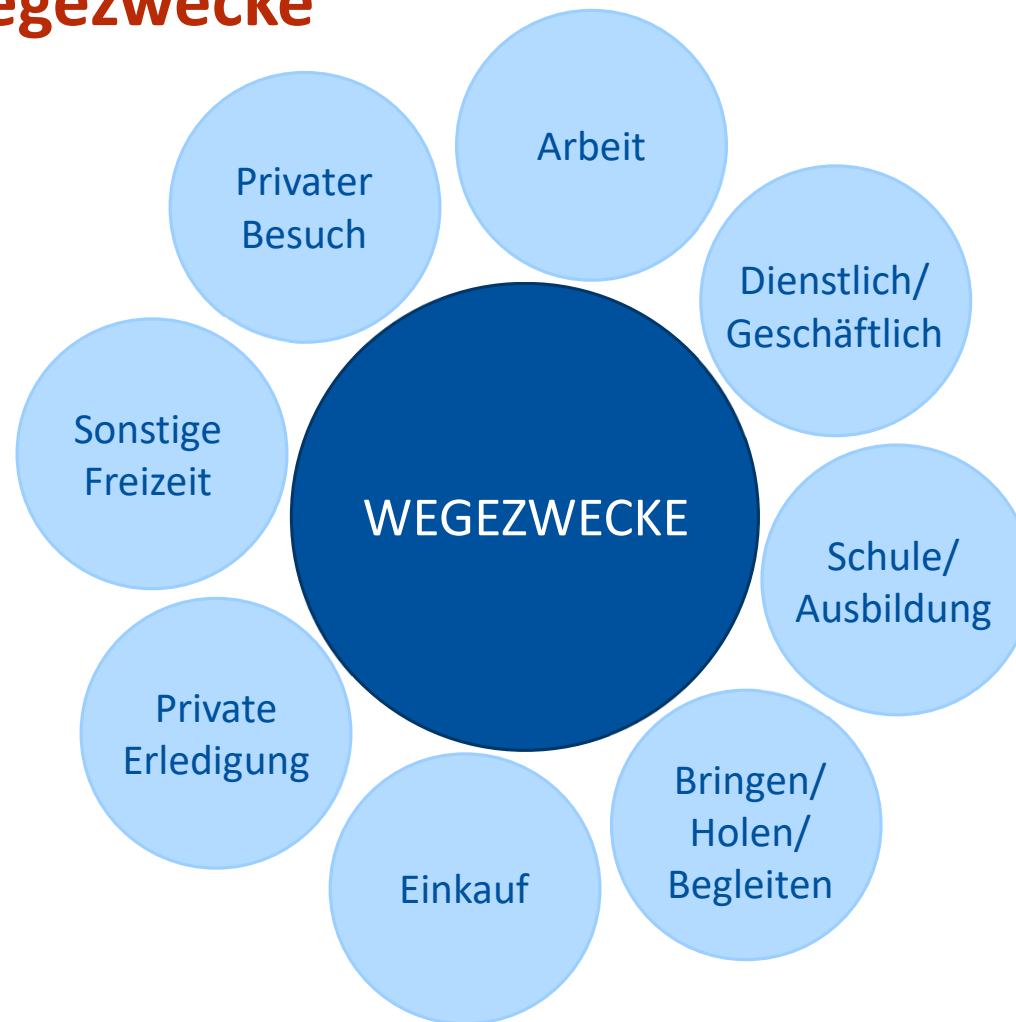 egezwecke
Arbeit
Privater
Besuch
Dienstlich/
Geschäftlich
Sonstige
Freizeit
WEGEZWECKE
Schule/
Ausbildung
Private
Erledigung
Bringen/
Holen/
Begleiten
Einkauf